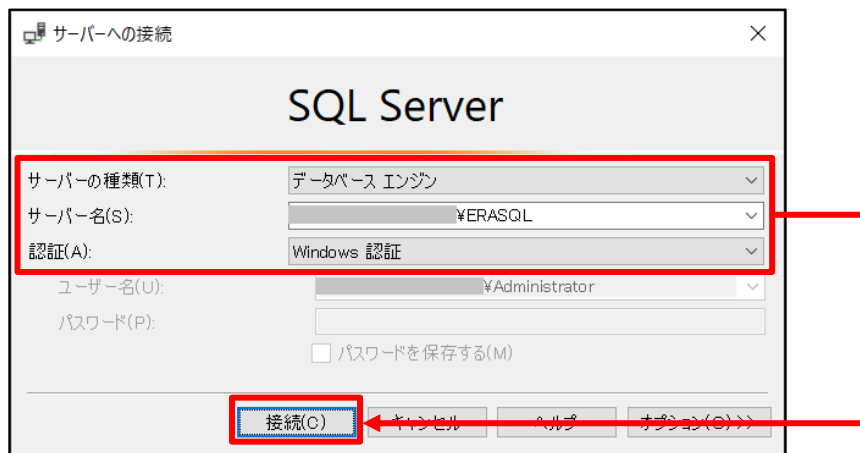 サーバーへの接続
SQL Server
サーバーの種類(T): データベース エンジン
サーバー名(S): ¥ERASQL
認証(A): Windows 認証
ユーザー名(U): ¥Administrator
パスワード(P):
パスワードを保存する(M)
接続(C) キャンセル ヘルプ オプション(O)>>